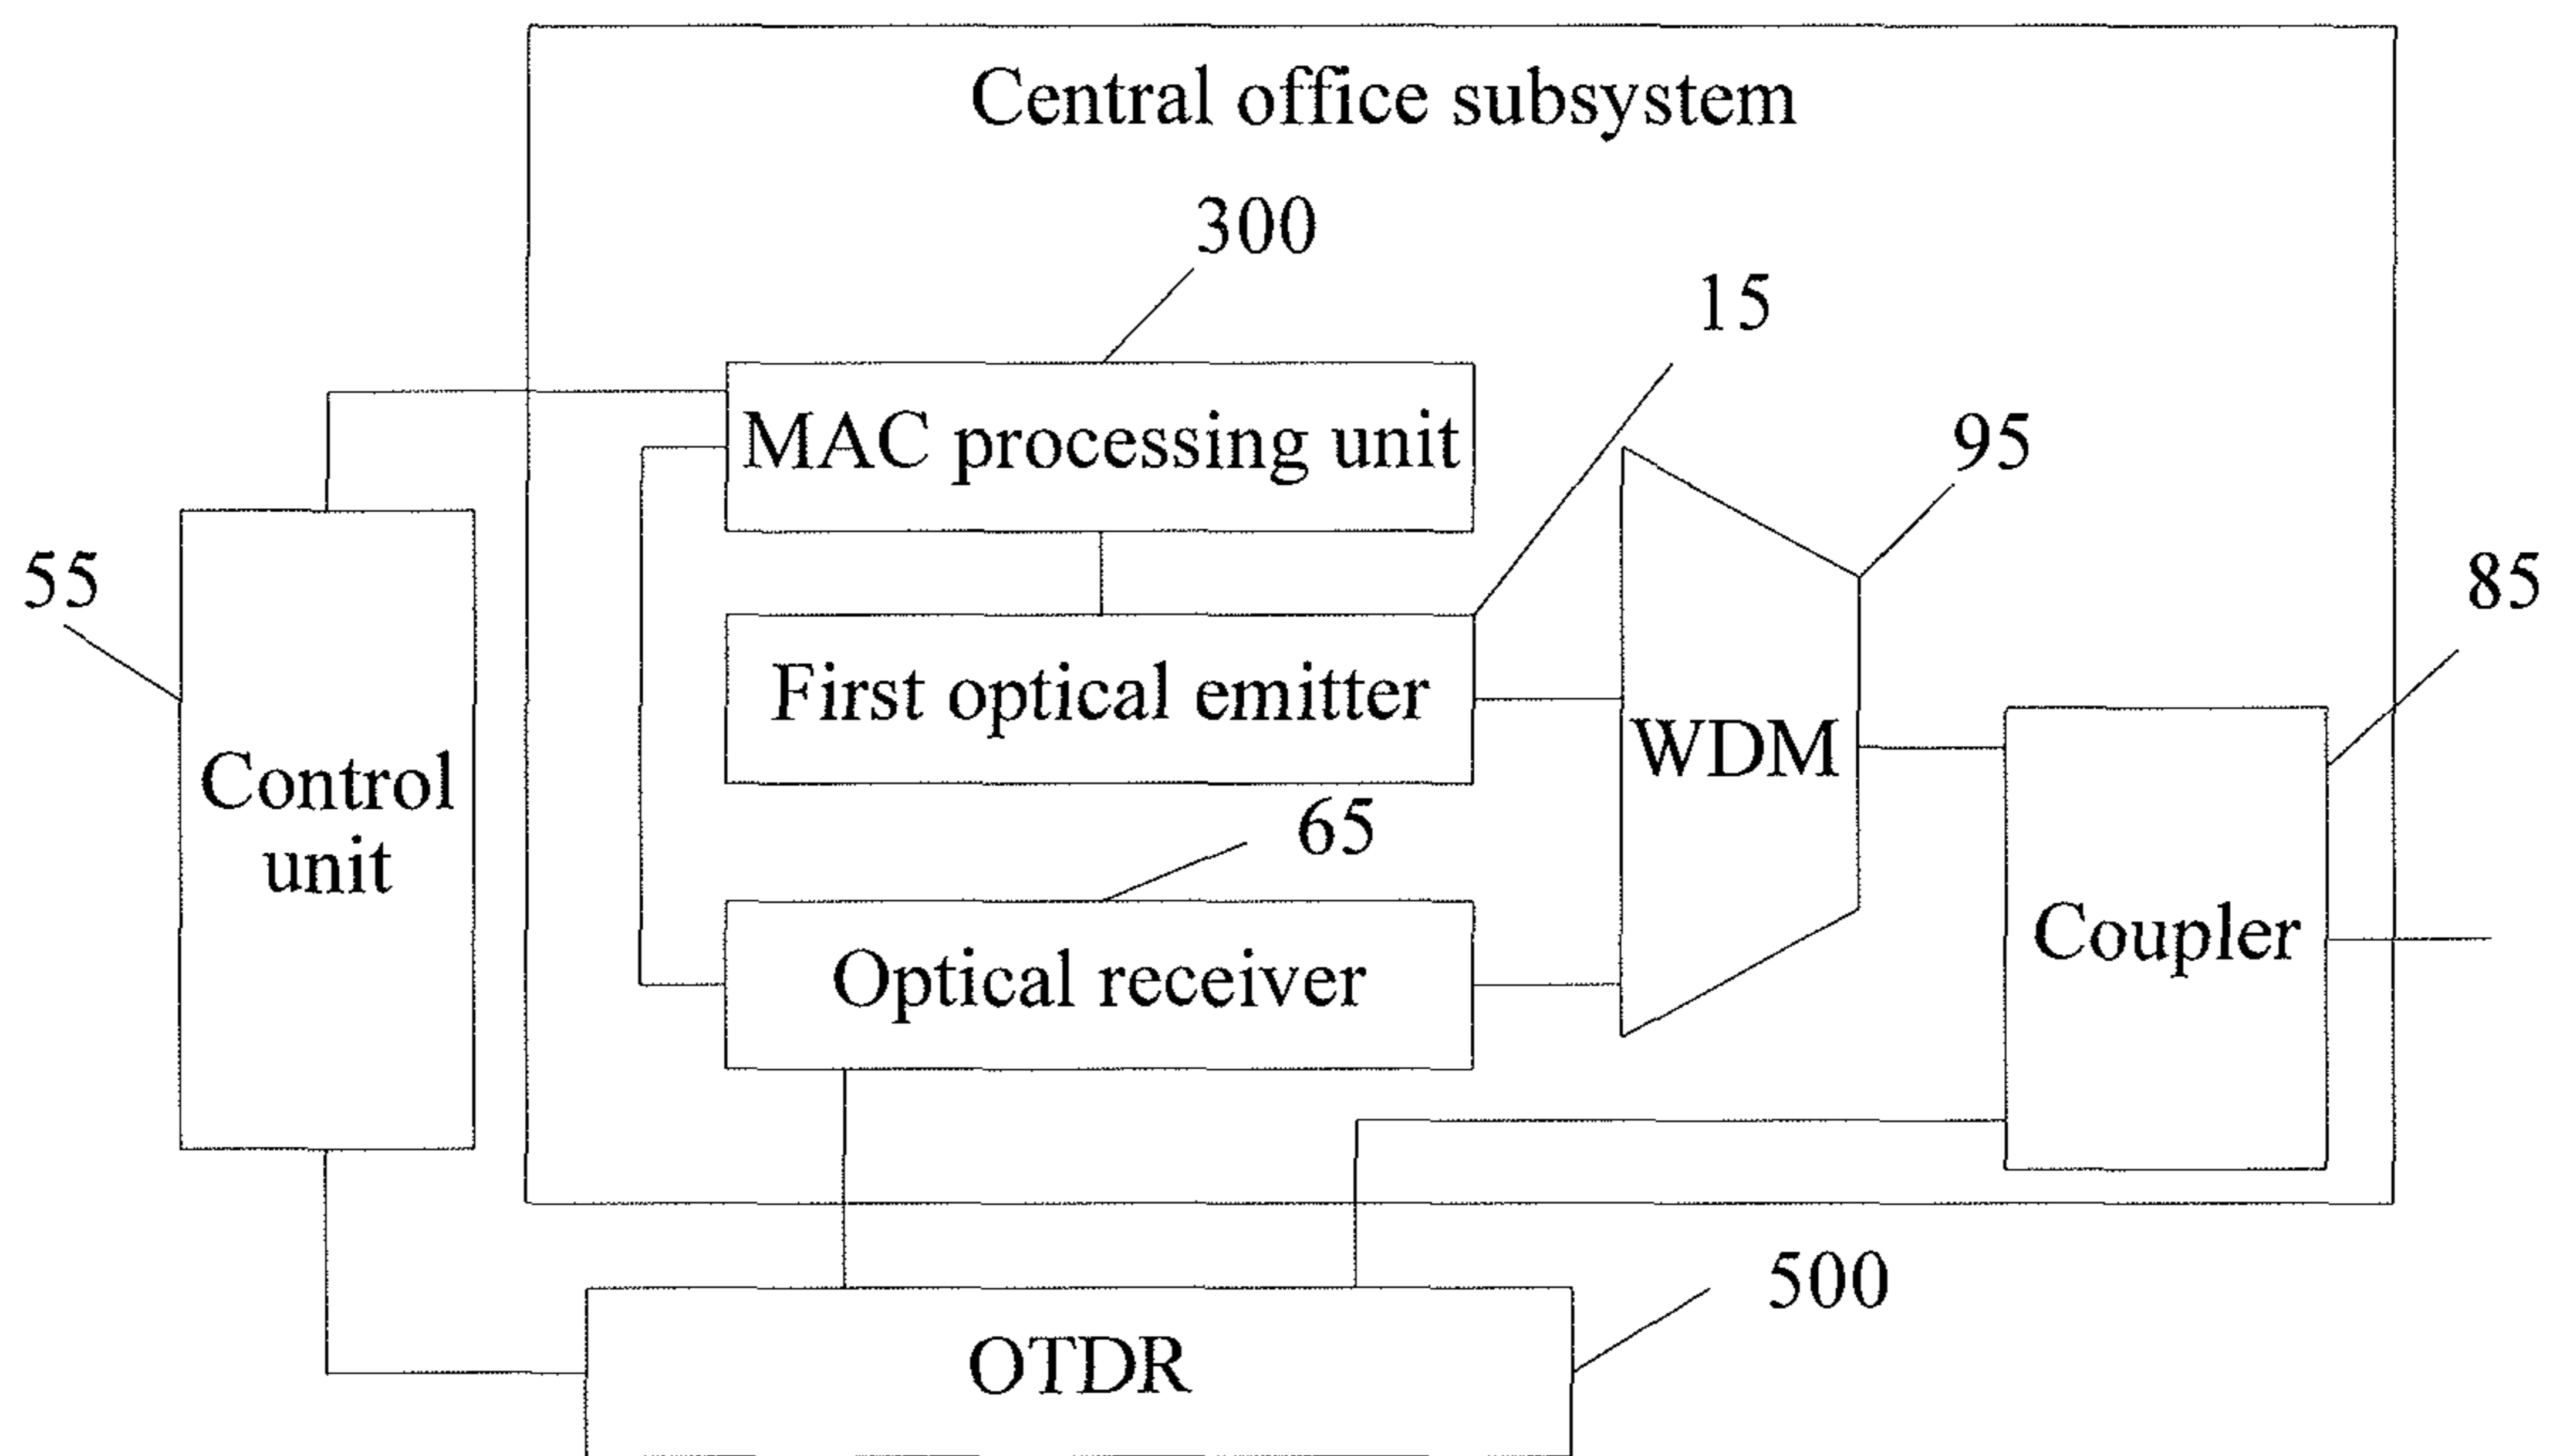 Central office subsystem
300
15
MAC processing unit
95
55
85
First optical emitter
WDM
Control
unit
65
Coupler
Optical receiver
500
OTDR